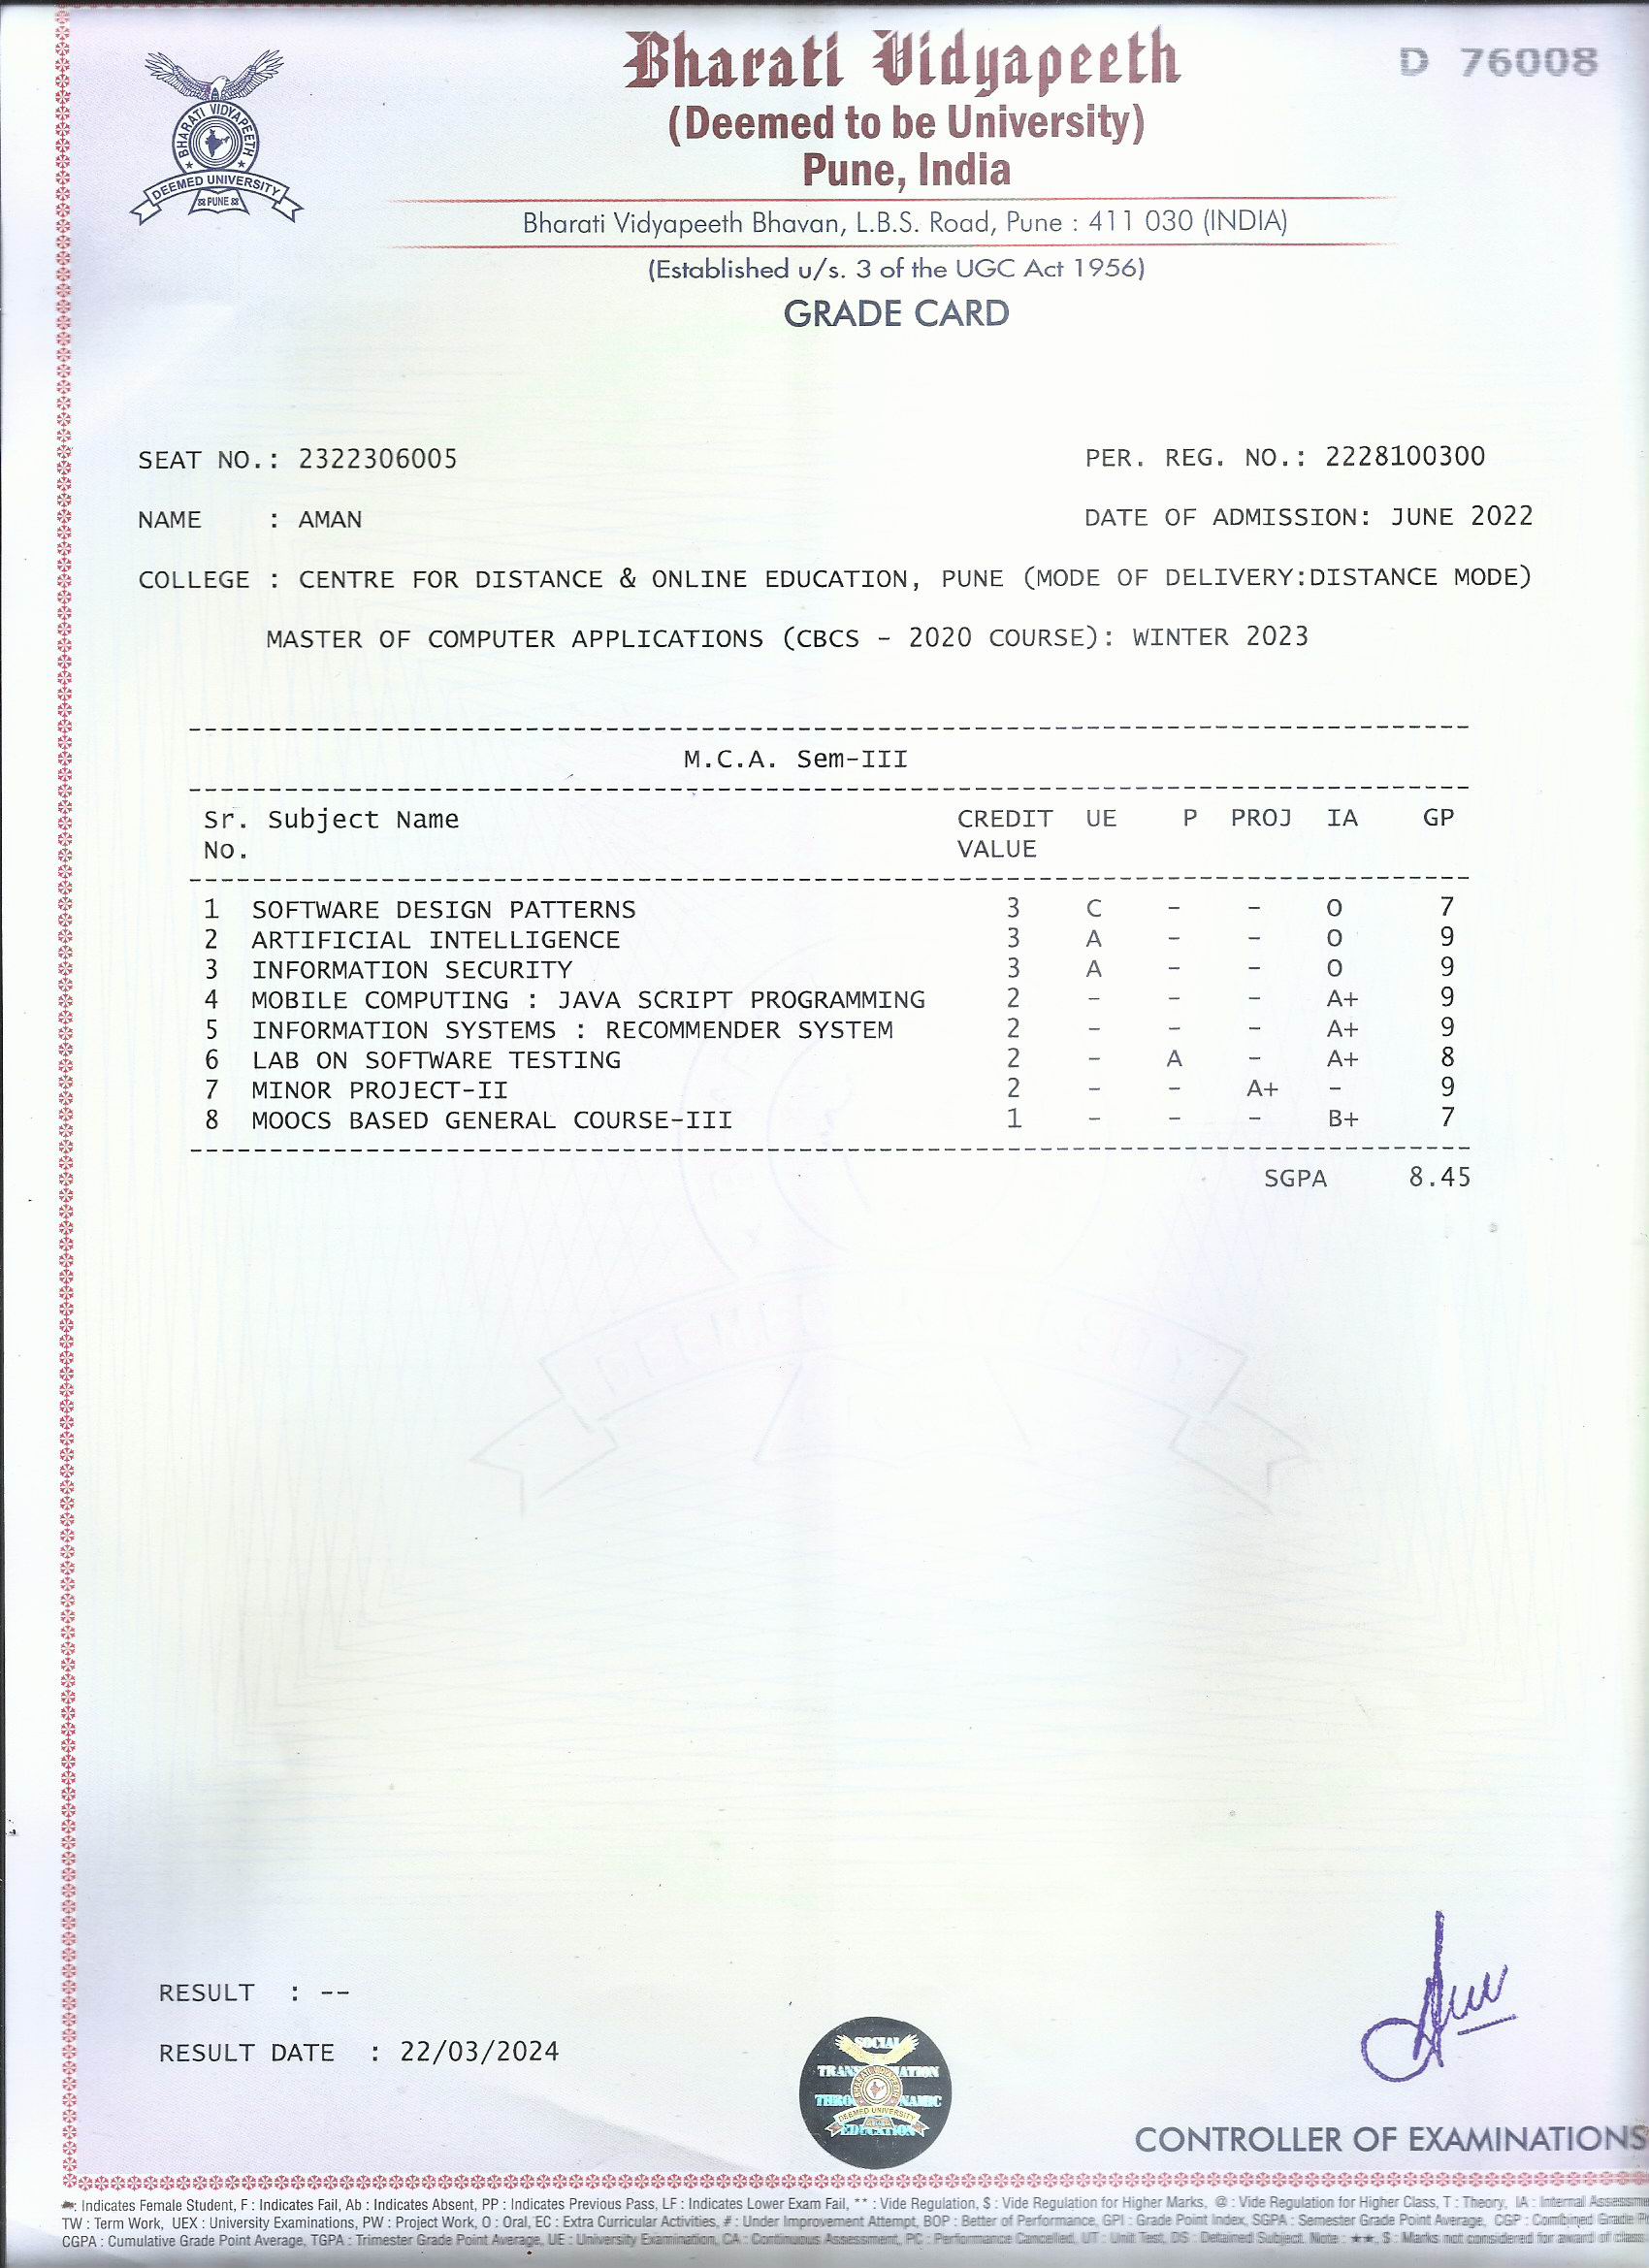 Bharati Vidyapeeth
D 76008
(Deemed to be University)
Pune, India
BHARATI VIDYAPEETH
DEEMED UNIVERSITY
PUNE
Bharati Vidyapeeth Bhavan, L.B.S. Road, Pune : 411 030 (INDIA)
(Established u/s. 3 of the UGC Act 1956)
GRADE CARD
SEAT NO.: 2322306005 PER. REG. NO.: 2228100300
NAME : AMAN DATE OF ADMISSION: JUNE 2022
COLLEGE : CENTRE FOR DISTANCE & ONLINE EDUCATION, PUNE (MODE OF DELIVERY:DISTANCE MODE)
MASTER OF COMPUTER APPLICATIONS (CBCS - 2020 COURSE): WINTER 2023
M.C.A. Sem-III
Sr. Subject Name CREDIT UE P PROJ IA GP
No. VALUE
1 SOFTWARE DESIGN PATTERNS 3 C - - O 7
2 ARTIFICIAL INTELLIGENCE 3 A - - O 9
3 INFORMATION SECURITY 3 A - - O 9
4 MOBILE COMPUTING : JAVA SCRIPT PROGRAMMING 2 - - - A+ 9
5 INFORMATION SYSTEMS : RECOMMENDER SYSTEM 2 - - - A+ 9
6 LAB ON SOFTWARE TESTING 2 - A - A+ 8
7 MINOR PROJECT-II 2 - - A+ - 9
8 MOOCS BASED GENERAL COURSE-III 1 - - - B+ 7
SGPA 8.45
RESULT : --
RESULT DATE : 22/03/2024
SOCIAL
DEEMED UNIVERSITY
EDUCATION
CONTROLLER OF EXAMINATIONS
: Indicates Female Student, F : Indicates Fail, Ab : Indicates Absent, PP : Indicates Previous Pass, LF : Indicates Lower Exam Fail, ** : Vide Regulation, $ : Vide Regulation for Higher Marks, @ : Vide Regulation for Higher Class, T : Theory, IA : Internal
TW : Term Work, UEX : University Examinations, PW : Project Work, O : Oral, EC : Extra Curricular Activities, # : Under Improvement Attempt, BOP : Better of Performance, GPI : Grade Point Index, SGPA : Semester Grade Point Average, CGP : Combined Grade
CGPA : Cumulative Grade Point Average, TGPA : Trimester Grade Point Average, UE : University Examination, CA : Continuous Assessment, PC : Performance Cancelled, UT : Unit Test, DS : Detained Subject. Note : ★★, $ : Marks not considered for award of class